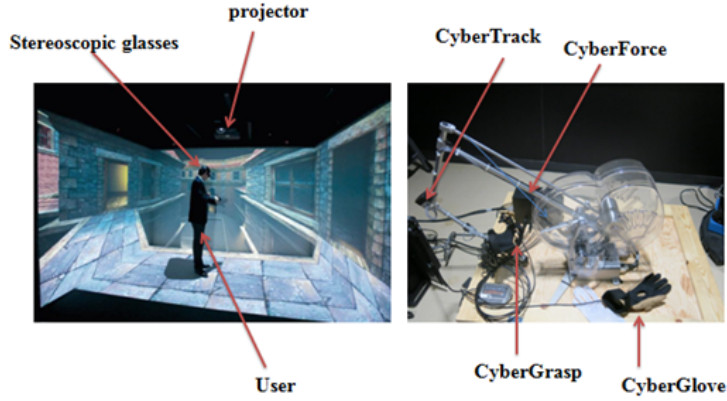 projector
Stereoscopic glasses
CyberTrack
CyberForce
User
CyberGrasp
CyberGlove